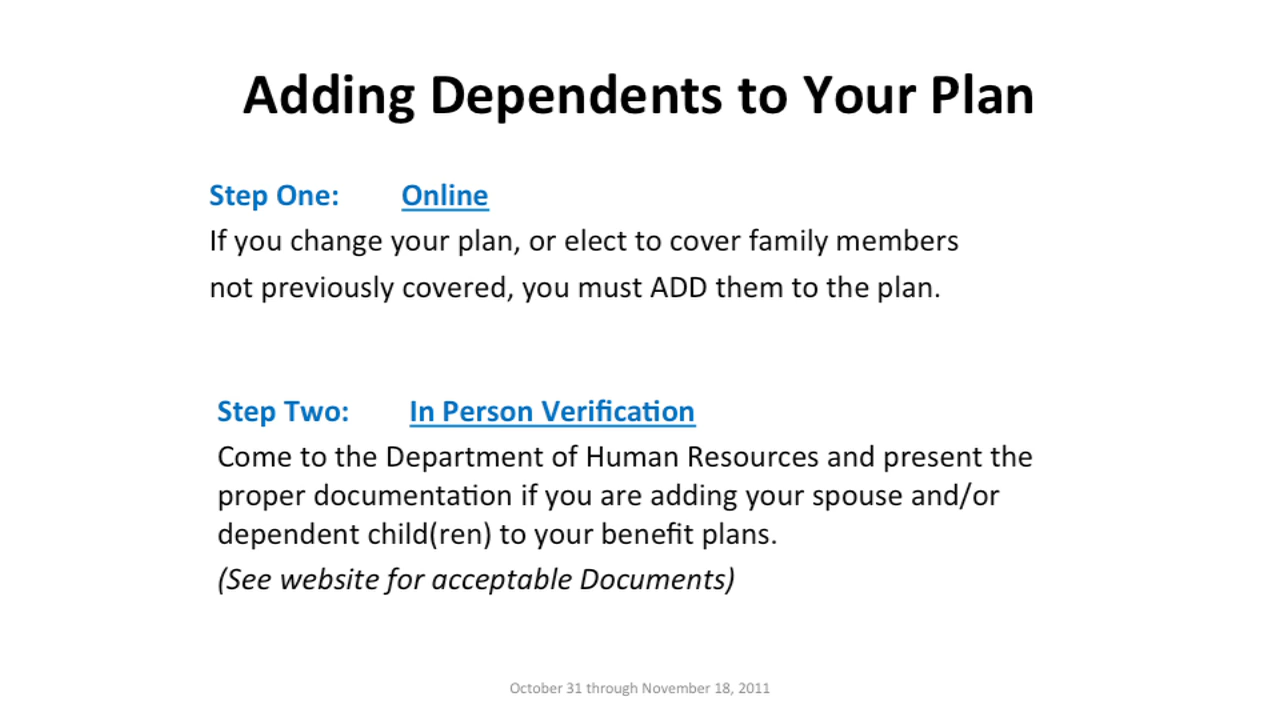 Adding Dependents to Your Plan
Step One: Online
If you change your plan, or elect to cover family members
not previously covered, you must ADD them to the plan.
Step Two: In Person Verification
Come to the Department of Human Resources and present the
proper documentation if you are adding your spouse and/or
dependent child(ren) to your benefit plans.
(See website for acceptable Documents)
October 31 through November 18, 2011